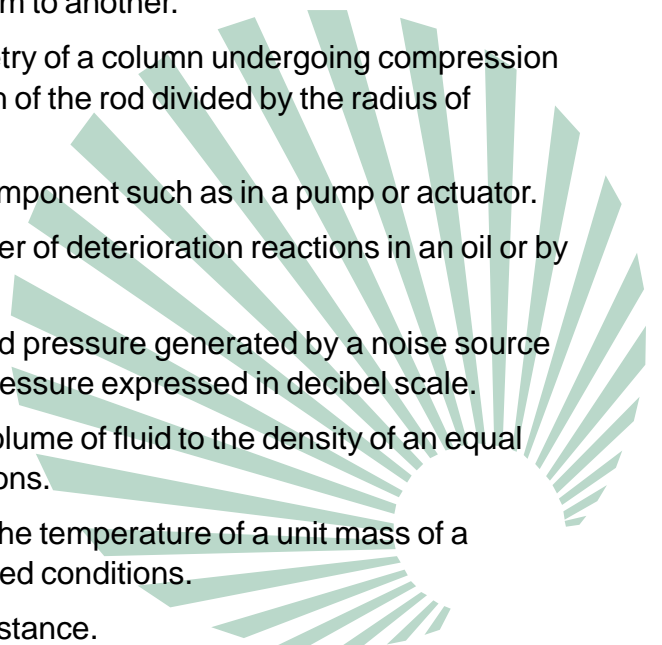 m to another.
etry of a column undergoing compression
n of the rod divided by the radius of
mponent such as in a pump or actuator.
er of deterioration reactions in an oil or by
d pressure generated by a noise source
essure expressed in decibel scale.
olume of fluid to the density of an equal
ons.
he temperature of a unit mass of a
ed conditions.
stance.